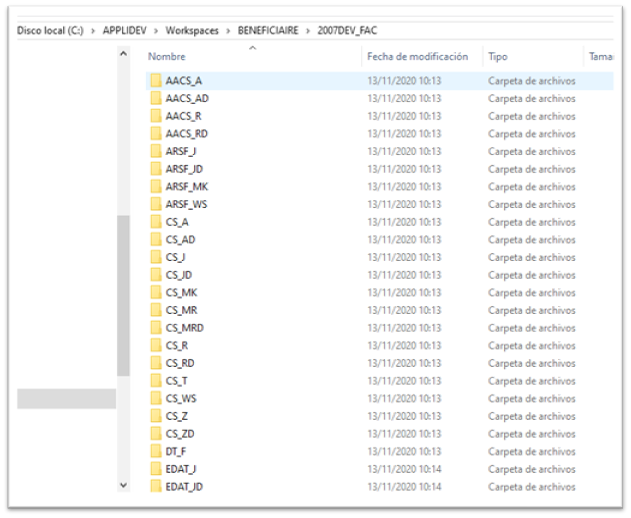 Disco local (C:) > APPLIDEV > Workspaces > BENEFICIAIRE > 2007DEV_FAC
Nombre Fecha de modificación Tipo Tamaí
AACS_A 13/11/2020 10:13 Carpeta de archivos
AACS_AD 13/11/2020 10:13 Carpeta de archivos
AACS_R 13/11/2020 10:13 Carpeta de archivos
AACS_RD 13/11/2020 10:13 Carpeta de archivos
ARSF_J 13/11/2020 10:13 Carpeta de archivos
ARSF_JD 13/11/2020 10:13 Carpeta de archivos
ARSF_MK 13/11/2020 10:13 Carpeta de archivos
ARSF_WS 13/11/2020 10:13 Carpeta de archivos
CS_A 13/11/2020 10:13 Carpeta de archivos
CS_AD 13/11/2020 10:13 Carpeta de archivos
CS_J 13/11/2020 10:13 Carpeta de archivos
CS_JD 13/11/2020 10:13 Carpeta de archivos
CS_MK 13/11/2020 10:13 Carpeta de archivos
CS_MR 13/11/2020 10:13 Carpeta de archivos
CS_MRD 13/11/2020 10:13 Carpeta de archivos
CS_R 13/11/2020 10:13 Carpeta de archivos
CS_RD 13/11/2020 10:13 Carpeta de archivos
CS_T 13/11/2020 10:13 Carpeta de archivos
CS_WS 13/11/2020 10:13 Carpeta de archivos
CS_Z 13/11/2020 10:13 Carpeta de archivos
CS_ZD 13/11/2020 10:13 Carpeta de archivos
DT_F 13/11/2020 10:13 Carpeta de archivos
EDAT_J 13/11/2020 10:14 Carpeta de archivos
EDAT_JD 13/11/2020 10:14 Carpeta de archivos